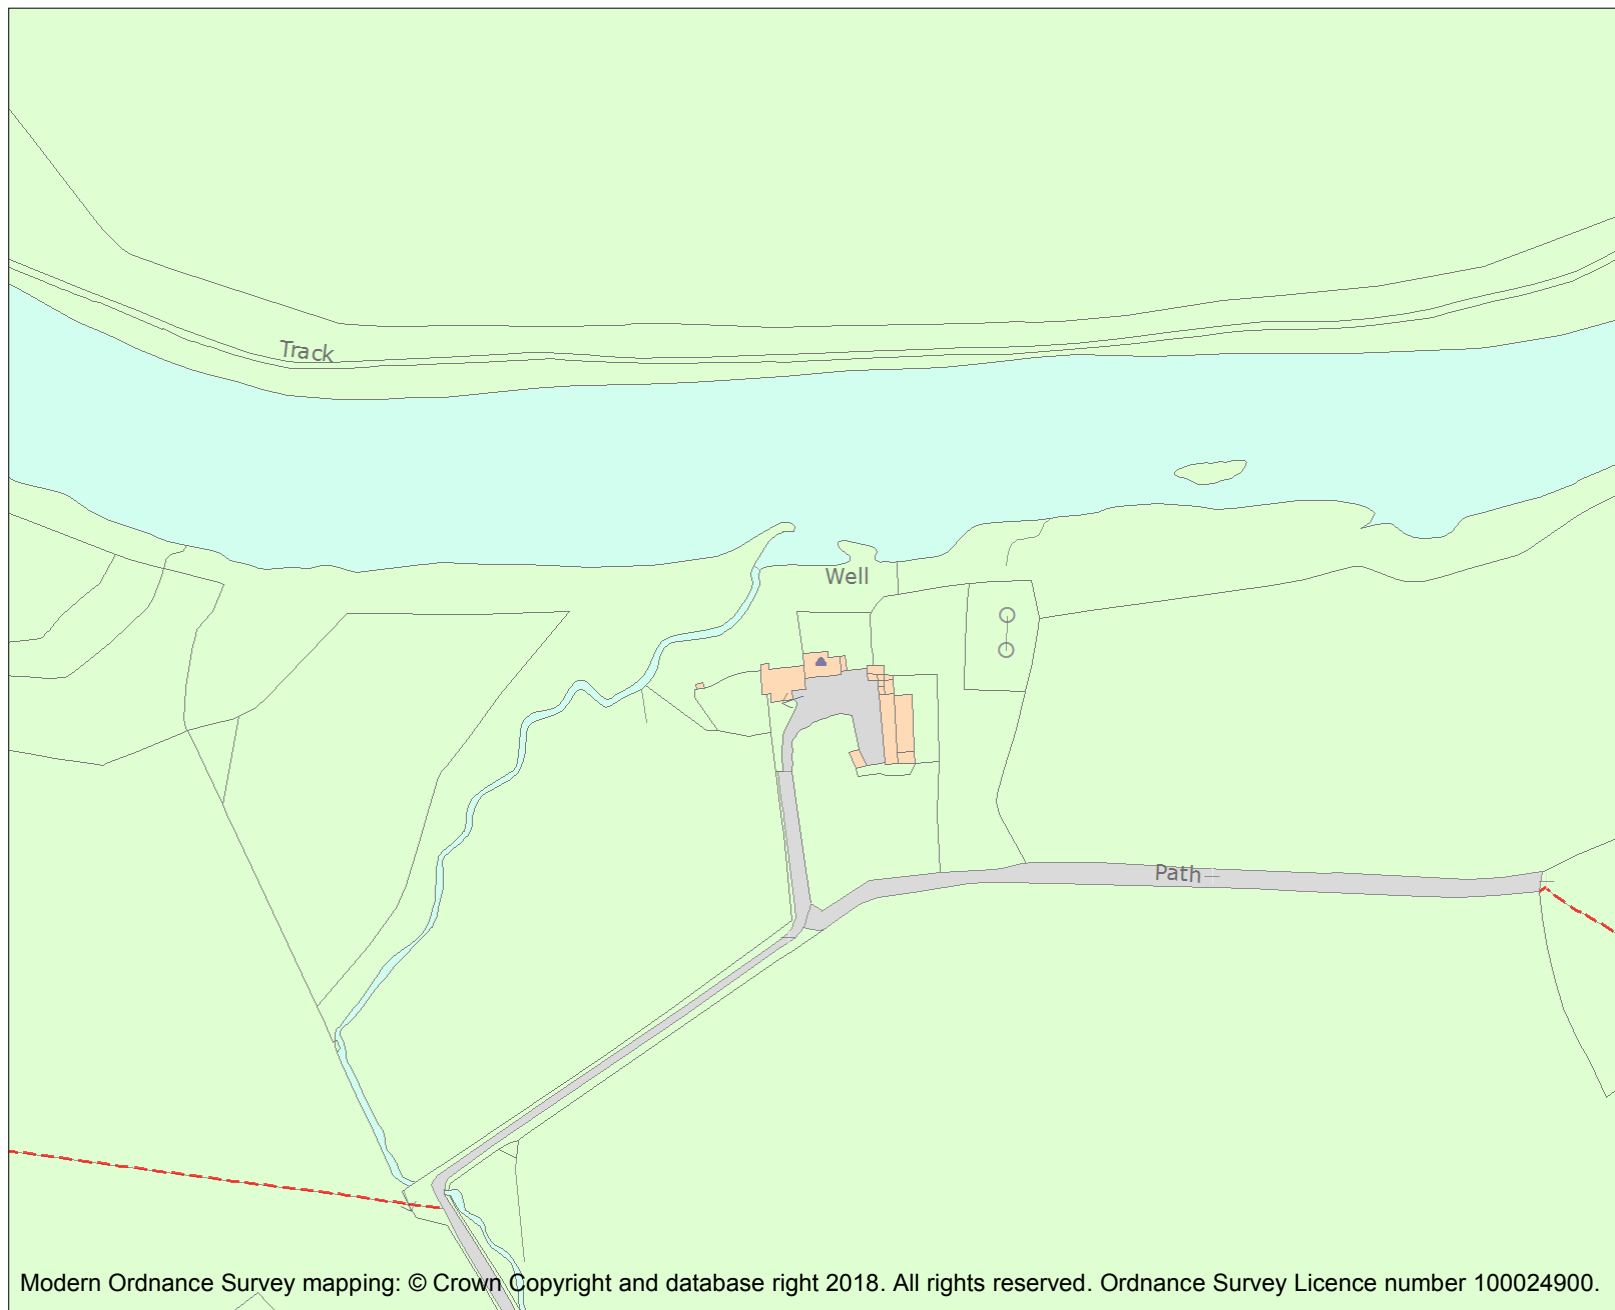 Track
Well
Path
Modern Ordnance Survey mapping: © Crown Copyright and database right 2018. All rights reserved. Ordnance Survey Licence number 100024900.